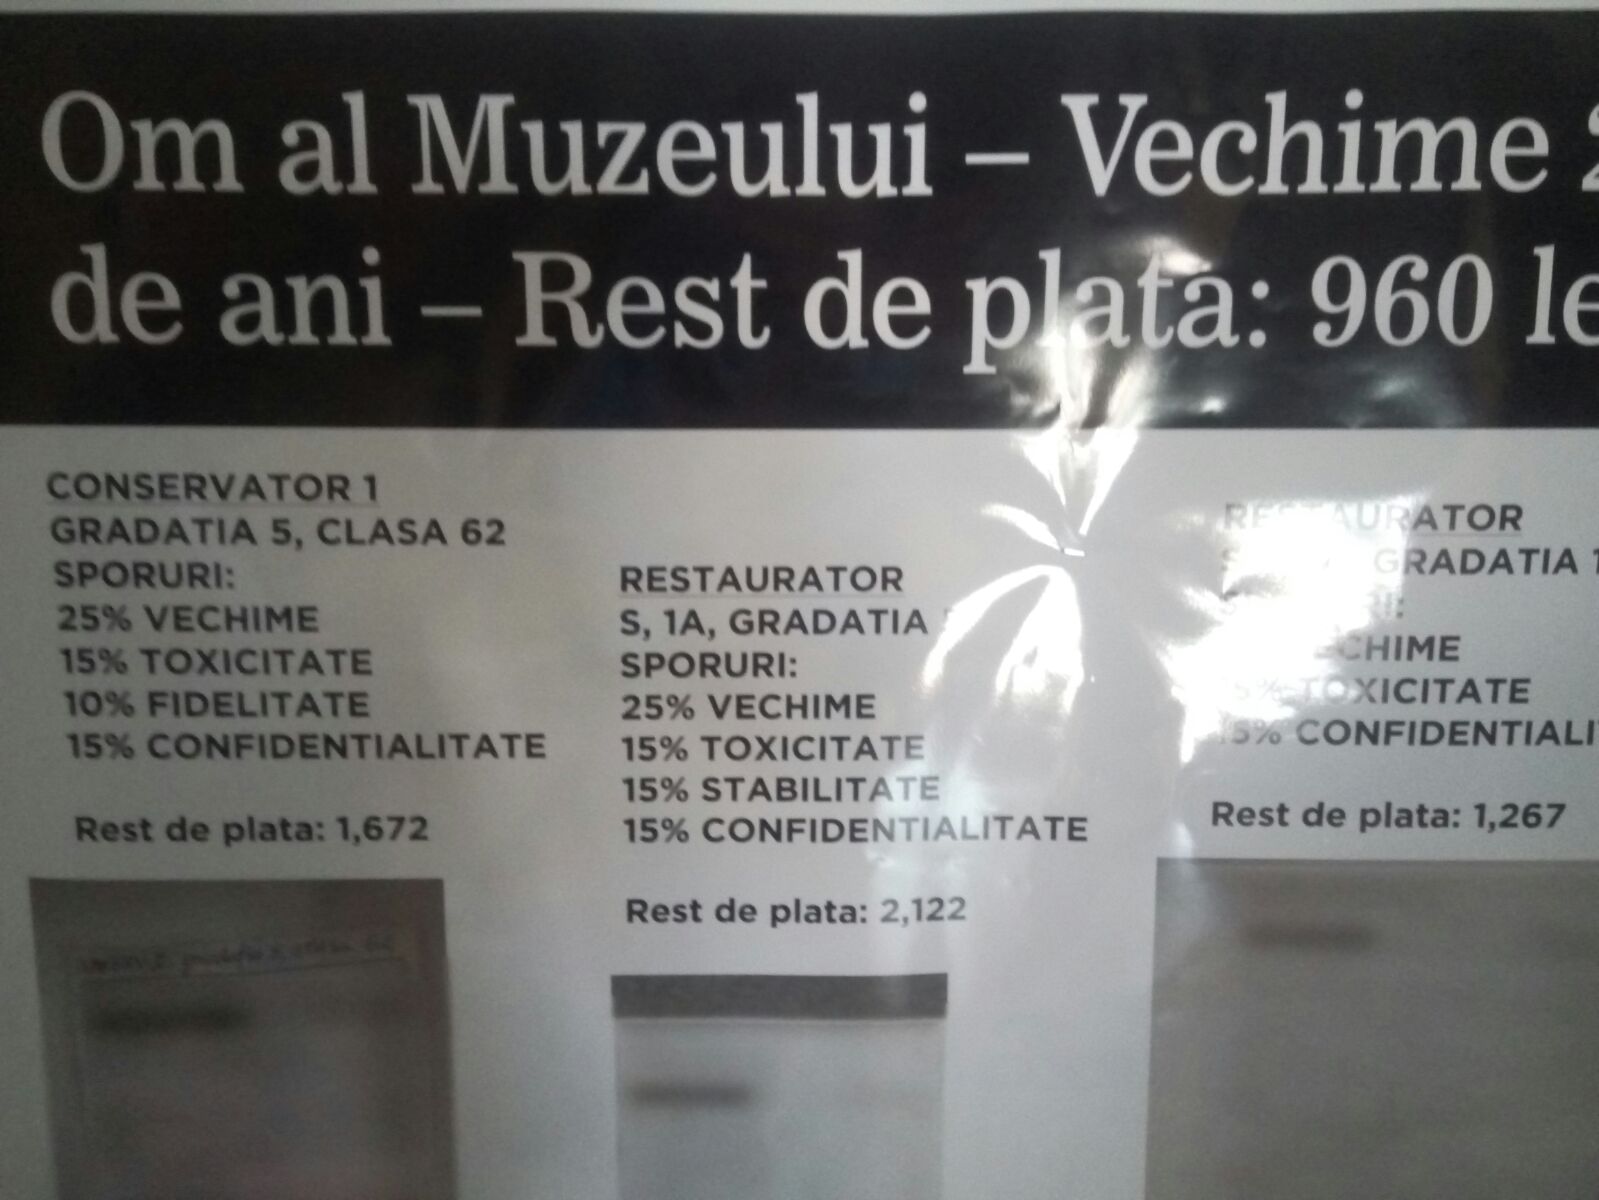 Om al Muzeului – Vechime
de ani – Rest de plata: 960
CONSERVATOR 1
GRADATIA 5, CLASA 62
SPORURI:
25% VECHIME
15% TOXICITATE
10% FIDELITATE
15% CONFIDENTIALITATE
Rest de plata: 1,672
RESTAURATOR
S, 1A, GRADATIA
SPORURI:
25% VECHIME
15% TOXICITATE
15% STABILITATE
15% CONFIDENTIALITATE
Rest de plata: 2,122
RESTAURATOR
GRADATIA
VECHIME
TOXICITATE
Rest de plata: 1,267